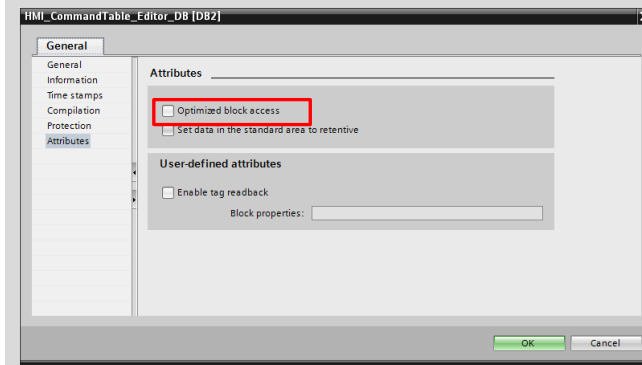 HMI_CommandTable_Editor_DB [DB2]
General
General
Information
Time stamps
Compilation
Protection
Attributes
Attributes
Optimized block access
Set data in the standard area to retentive
User-defined attributes
Enable tag readback
Block properties:
OK
Cancel